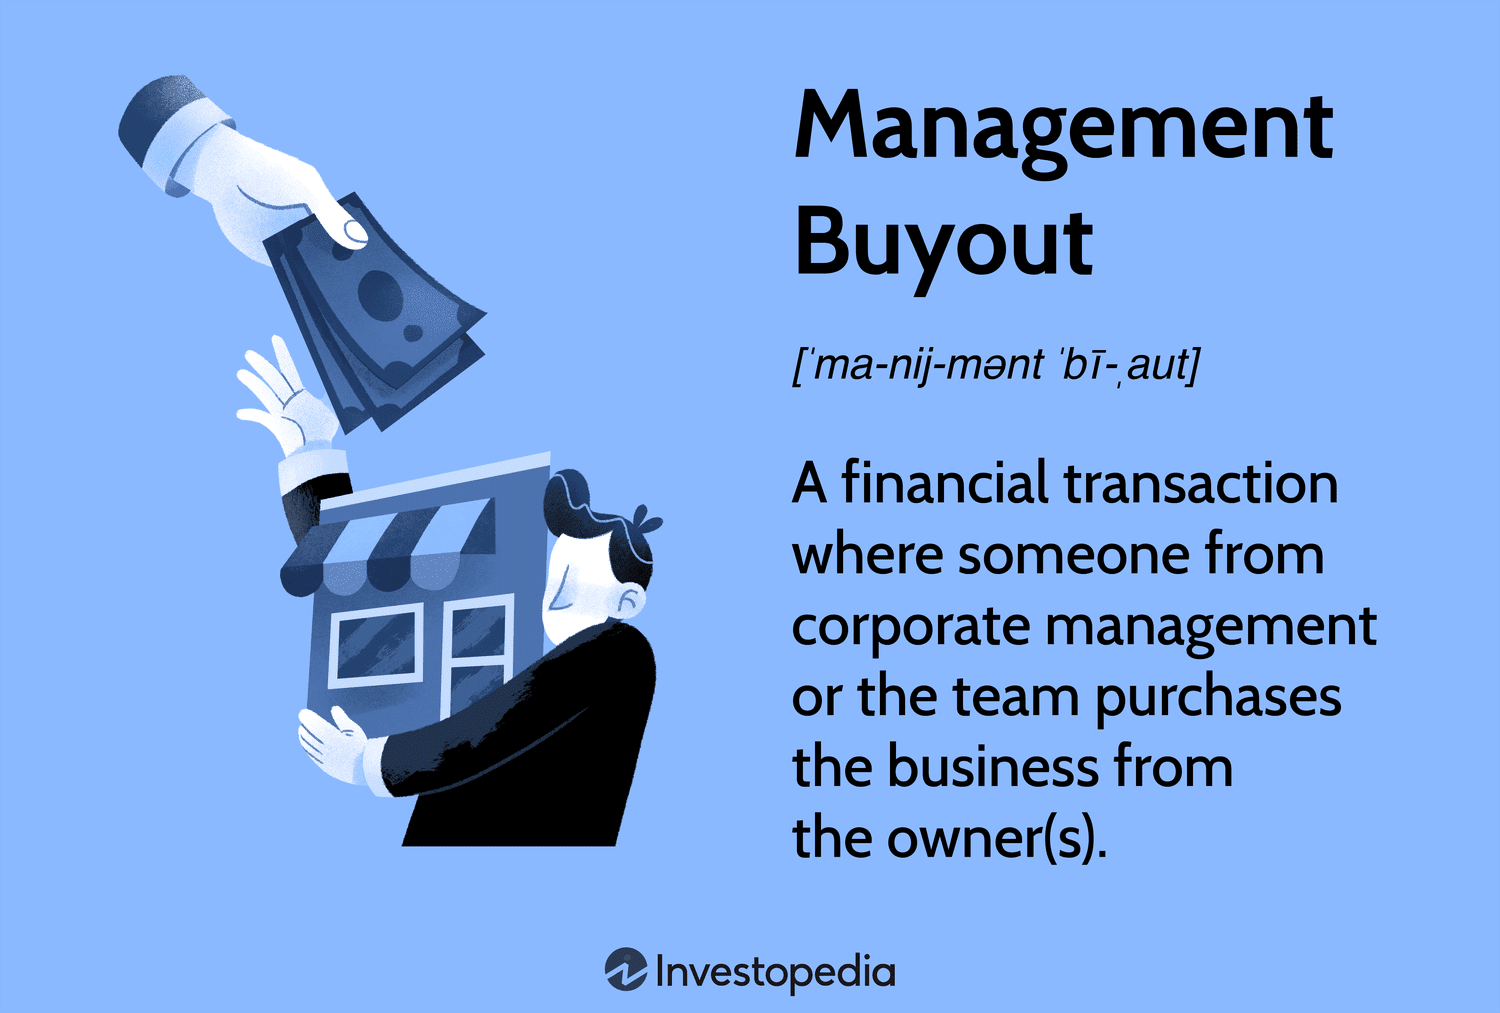 Management
Buyout
[ˈma-nij-mənt ˈbī-ˌaut]
A financial transaction
where someone from
corporate management
or the team purchases
the business from
the owner(s).
Investopedia